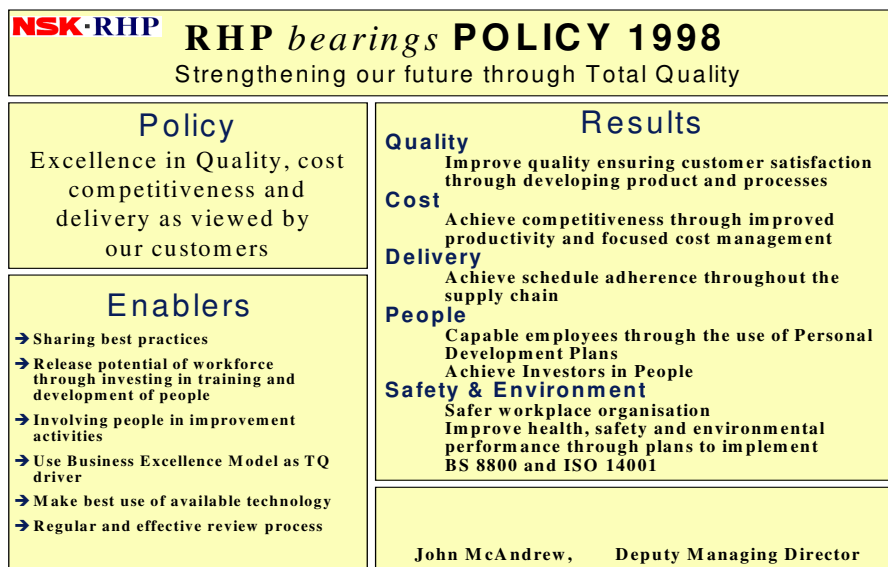 NSK·RHP
RHP bearings POLICY 1998
Strengthening our future through Total Quality
Policy
Excellence in Quality, cost
competitiveness and
delivery as viewed by
our customers
Enablers
→ Sharing best practices
→ Release potential of workforce
through investing in training and
development of people
→ Involving people in improvement
activities
→ Use Business Excellence Model as TQ
driver
→ Make best use of available technology
→ Regular and effective review process
Results
Quality
Improve quality ensuring customer satisfaction
through developing product and processes
Cost
Achieve competitiveness through improved
productivity and focused cost management
Delivery
Achieve schedule adherence throughout the
supply chain
People
Capable employees through the use of Personal
Development Plans
Achieve Investors in People
Safety & Environment
Safer workplace organisation
Improve health, safety and environmental
performance through plans to implement
BS 8800 and ISO 14001
John McAndrew, Deputy Managing Director